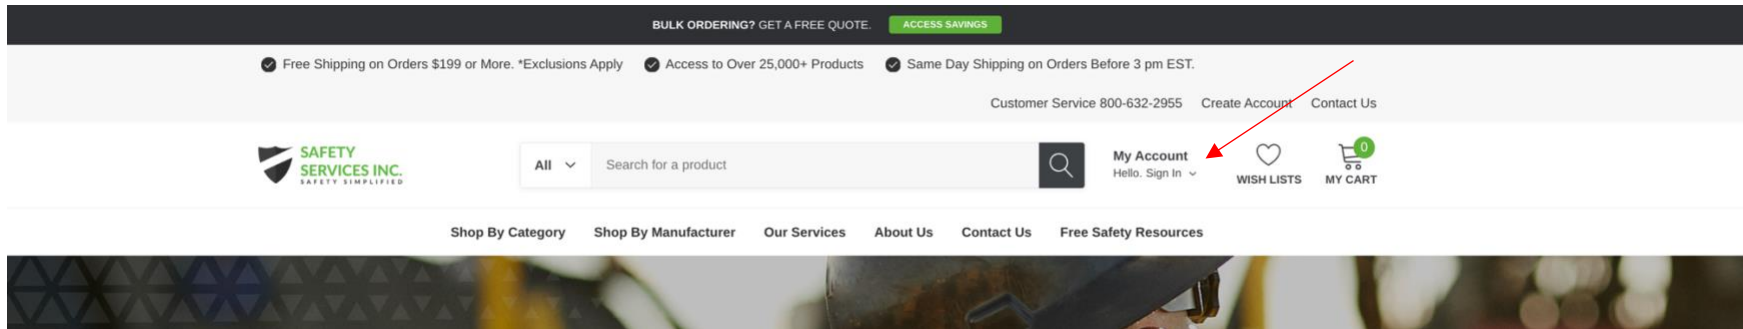 BULK ORDERING? GET A FREE QUOTE. ACCESS SAVINGS
Free Shipping on Orders $199 or More. *Exclusions Apply Access to Over 25,000+ Products Same Day Shipping on Orders Before 3 pm EST.
Customer Service 800-632-2955 Create Account Contact Us
SAFETY
SERVICES INC.
SAFETY SIMPLIFIED
All Search for a product
My Account
Hello. Sign In
WISH LISTS
0
MY CART
Shop By Category Shop By Manufacturer Our Services About Us Contact Us Free Safety Resources